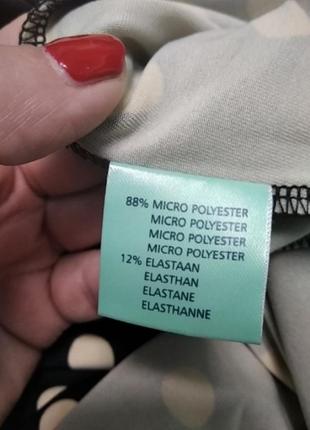 88% MICRO POLYESTER
MICRO POLYESTER
MICRO POLYESTER
MICRO POLYESTER
12% ELASTAAN
ELASTHAN
ELASTANE
ELASTHANNE